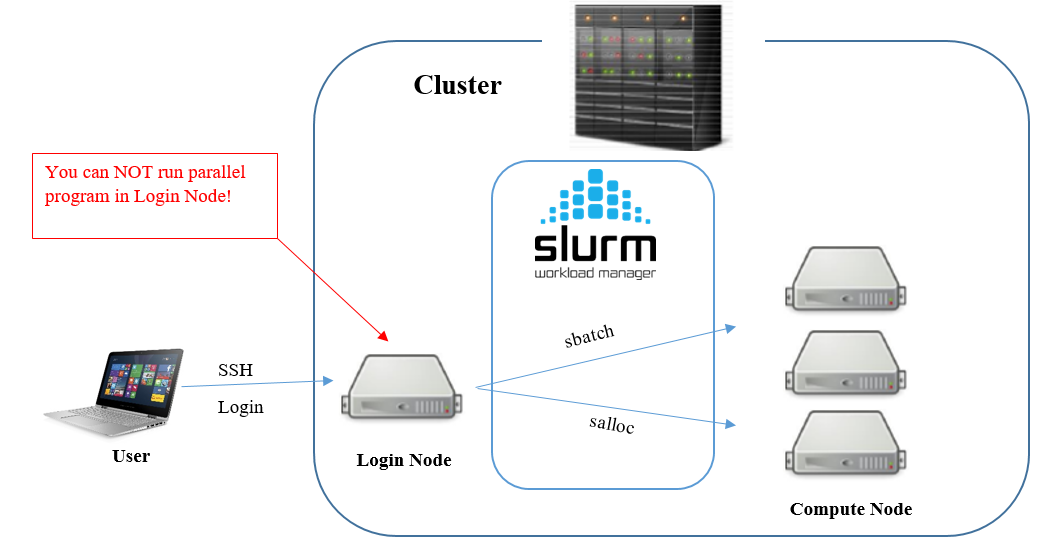 Cluster
You can NOT run parallel
program in Login Node!
slurm
workload manager
sbatch
SSH
Login
salloc
User
Login Node
Compute Node